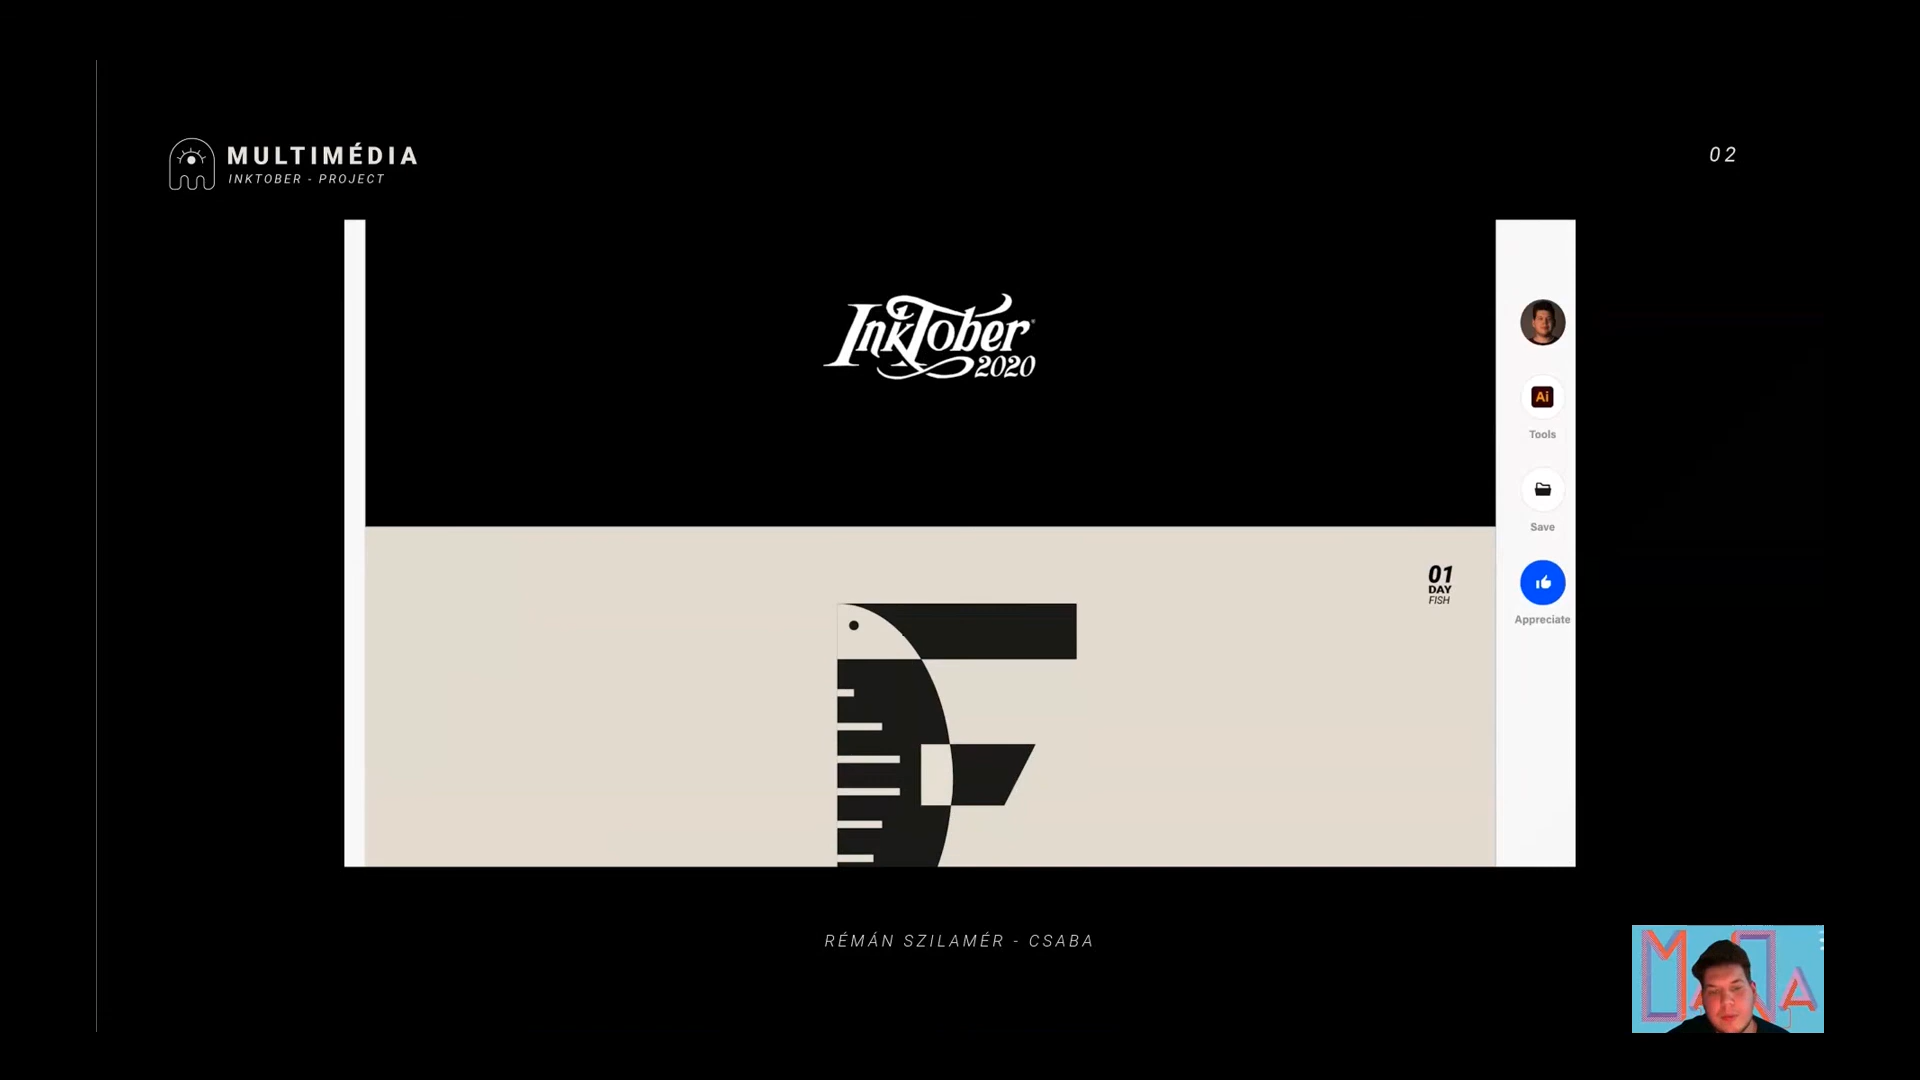 MULTIMÉDIA
INKTOBER - PROJECT
02
InkTober
2020
Ai
Tools
Save
Appreciate
01
DAY
FISH
RÉMÁN SZILAMÉR - CSABA